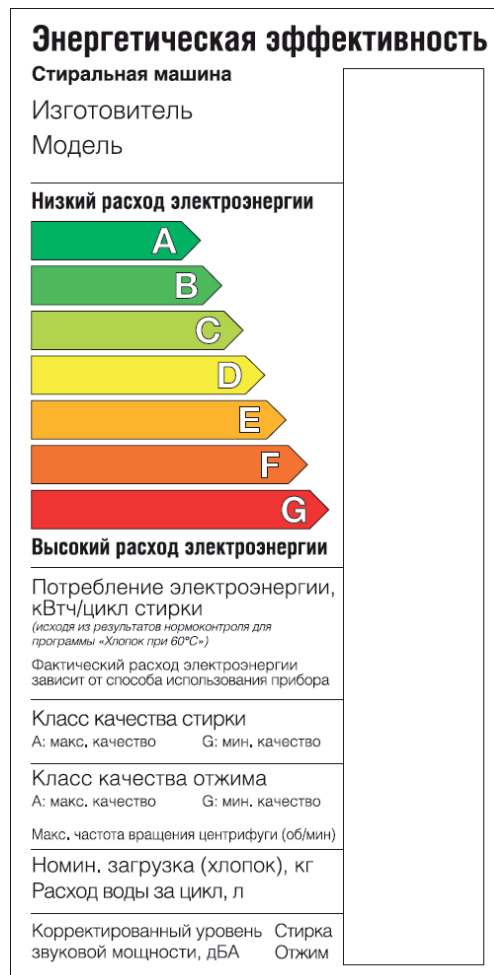 Энергетическая эффективность
Стиральная машина
Изготовитель
Модель
Низкий расход электроэнергии
A
B
C
D
E
F
G
Высокий расход электроэнергии
Потребление электроэнергии,
кВтч/цикл стирки
(исходя из результатов нормоконтроля для
программы «Хлопок при 60°С»)
Фактический расход электроэнергии
зависит от способа использования прибора
Класс качества стирки
А: макс. качество G: мин. качество
Класс качества отжима
А: макс. качество G: мин. качество
Макс. частота вращения центрифуги (об/мин)
Номин. загрузка (хлопок), кг
Расход воды за цикл, л
Корректированный уровень Стирка
звуковой мощности, дБА Отжим